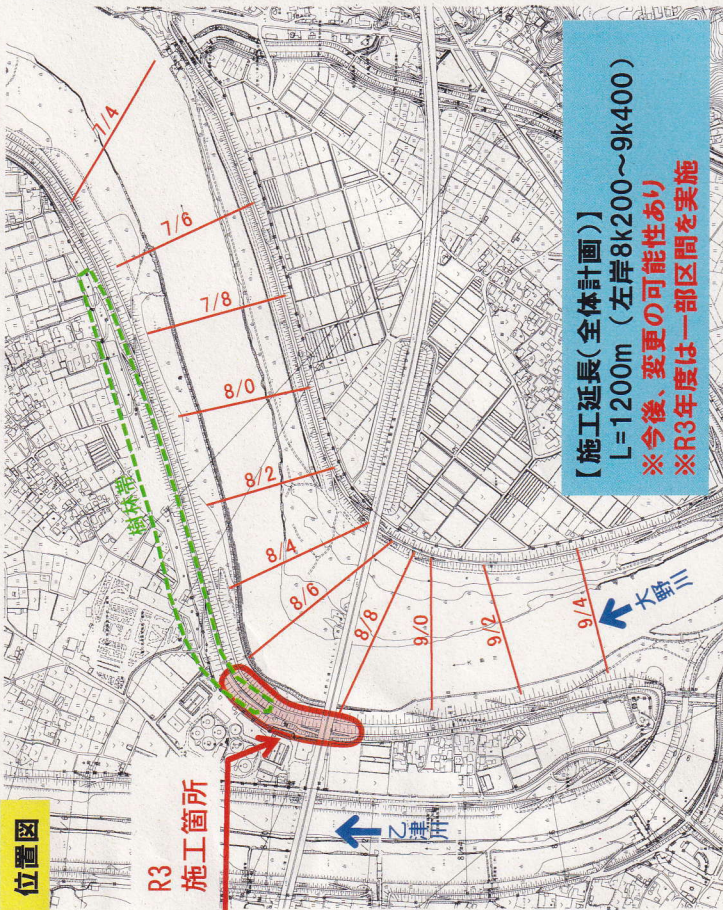 位置図
R3
施工箇所
樹林帯
7/4
7/6
7/8
8/0
8/2
8/4
8/6
8/8
9/0
9/2
9/4
大野川
乙津川
【施工延長(全体計画)】
L=1200m(左岸8k200~9k400)
※今後、変更の可能性あり
※R3年度は一部区間を実施